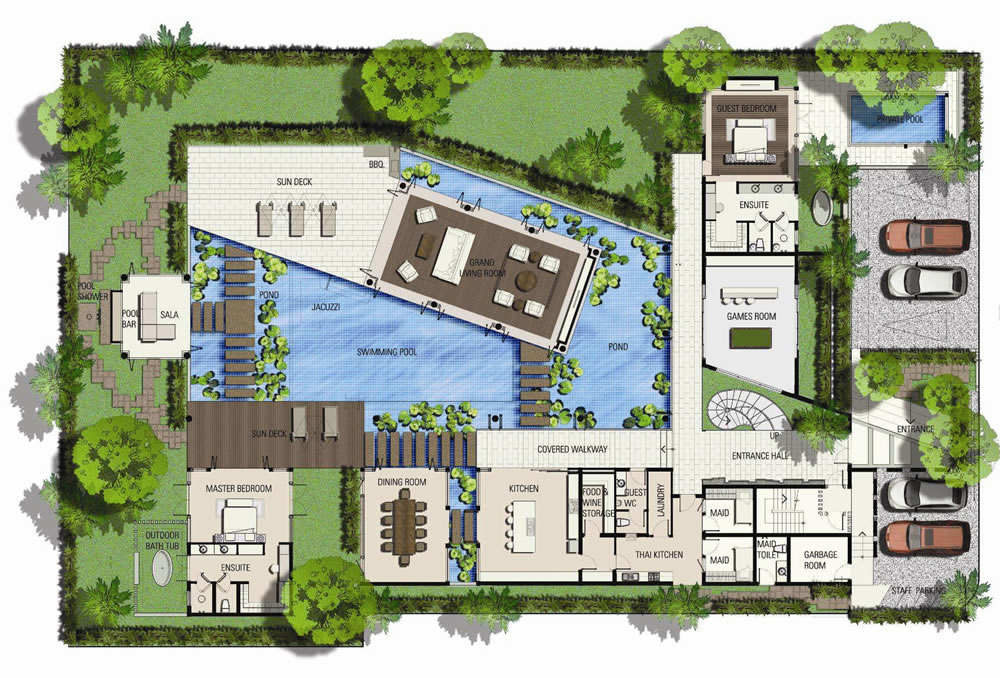 GUEST BEDROOM
PRIVATE POOL
BBQ.
SUN DECK
ENSUITE
GRAND
LIVING ROOM
POOL
SHOWER
POND
JACUZZI
POOL
BAR
SALA
GAMES ROOM
SWIMMING POOL
POND
SUN DECK
UP
ENTRANCE
COVERED WALKWAY
ENTRANCE HALL
MASTER BEDROOM
DINING ROOM
KITCHEN
FOOD &
WINE
STORAGE
GUEST
WC
LAUNDRY
MAID
OUTDOOR
BATH TUB
ENSUITE
THAI KITCHEN
MAID
MAID
TOILET
GARBAGE
ROOM
STAFF PARKING